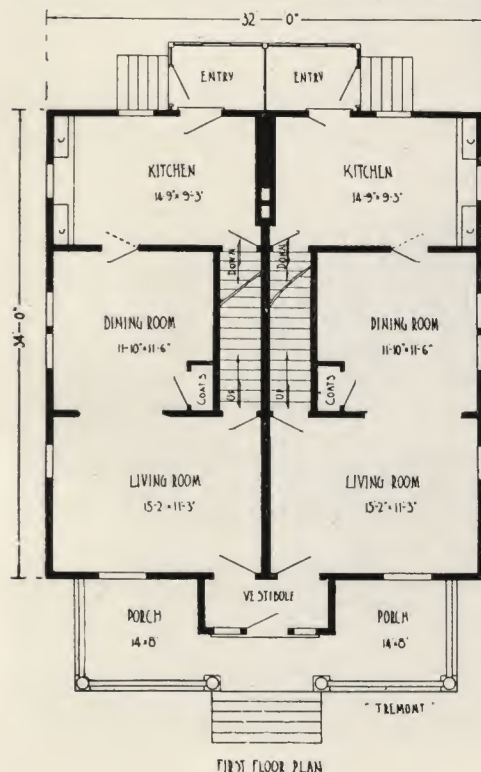 32'-0"
ENTRY
ENTRY
KITCHEN
14-9"×9-3"
KITCHEN
14-9"×9-3"
C
C
C
C
DOWN
DOWN
34'-0"
DINING ROOM
11-10"×11-6"
DINING ROOM
11-10"×11-6"
COATS
UP
UP
COATS
LIVING ROOM
15-2×11-3"
LIVING ROOM
15-2"×11-3"
VESTIBULE
PORCH
14×8'
PORCH
14×8'
"TREMONT"
FIRST FLOOR PLAN